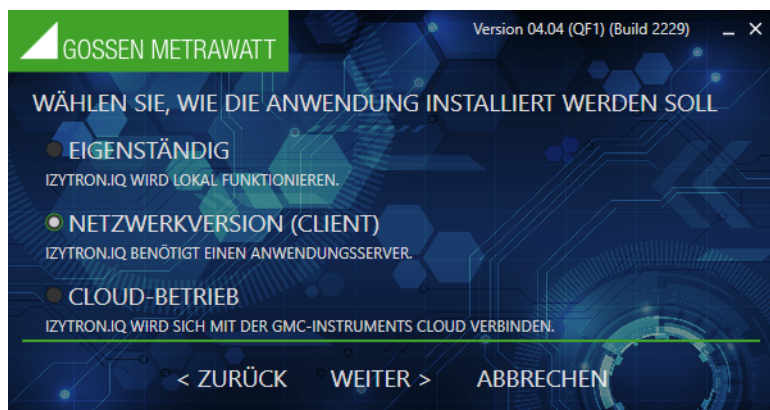 GOSSEN METRAWATT
Version 04.04 (QF1) (Build 2229)
WÄHLEN SIE, WIE DIE ANWENDUNG INSTALLIERT WERDEN SOLL
EIGENSTÄNDIG
IZYTRON.IQ WIRD LOKAL FUNKTIONIEREN.
NETZWERKVERSION (CLIENT)
IZYTRON.IQ BENÖTIGT EINEN ANWENDUNGSSERVER.
CLOUD-BETRIEB
IZYTRON.IQ WIRD SICH MIT DER GMC-INSTRUMENTS CLOUD VERBINDEN.
< ZURÜCK WEITER > ABBRECHEN